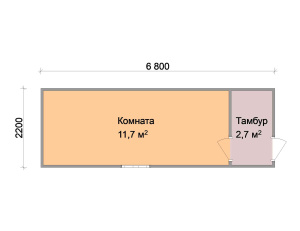 6 800
2200
Комната
11,7 м²
Тамбур
2,7 м²